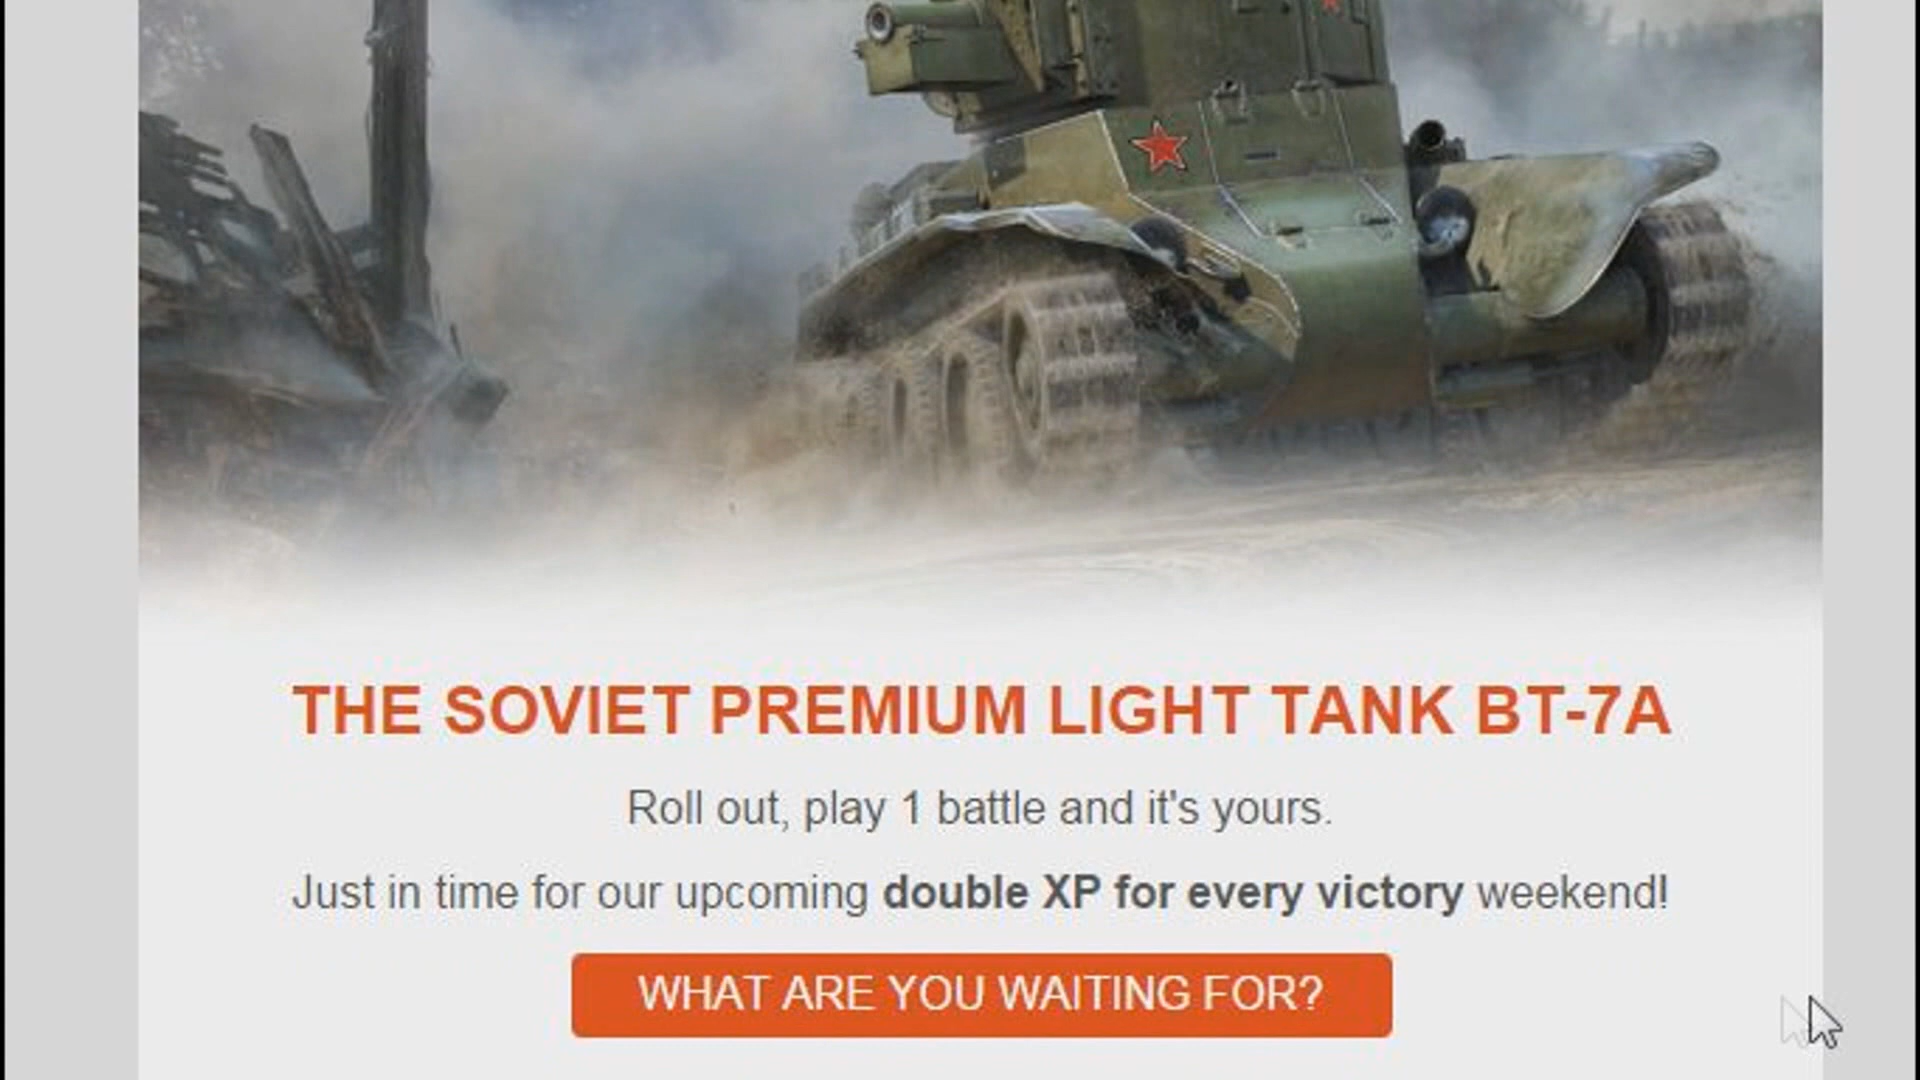 THE SOVIET PREMIUM LIGHT TANK BT-7A
Roll out, play 1 battle and it's yours.
Just in time for our upcoming double XP for every victory weekend!
WHAT ARE YOU WAITING FOR?